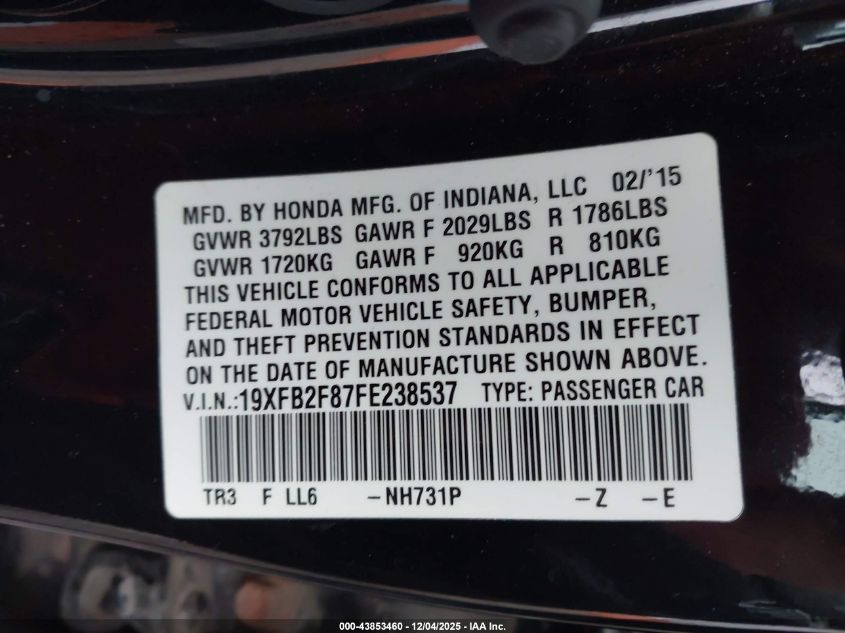 MFD. BY HONDA MFG. OF INDIANA, LLC 02/'15
GVWR 3792LBS GAWR F 2029LBS R 1786LBS
GVWR 1720KG GAWR F 920KG R 810KG
THIS VEHICLE CONFORMS TO ALL APPLICABLE
FEDERAL MOTOR VEHICLE SAFETY, BUMPER,
AND THEFT PREVENTION STANDARDS IN EFFECT
ON THE DATE OF MANUFACTURE SHOWN ABOVE.
V.I.N.:19XFB2F87FE238537 TYPE: PASSENGER CAR
TR3 F LL6 -NH731P -Z -E
000-43853460 - 12/04/2025 - IAA Inc.